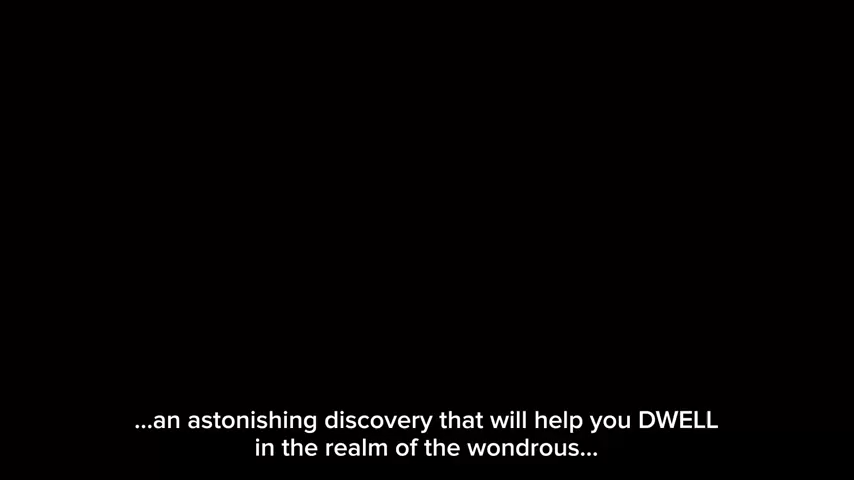 ...an astonishing discovery that will help you DWELL
in the realm of the wondrous...